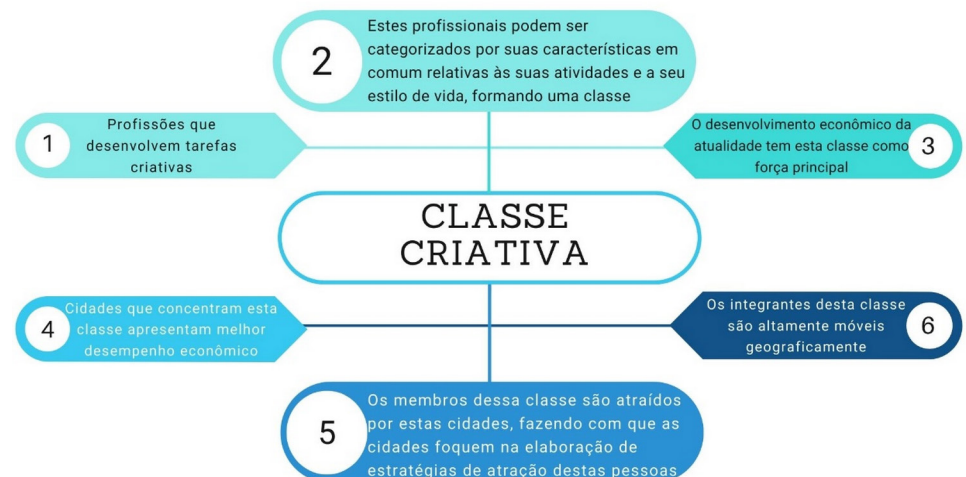 2
Estes profissionais podem ser
categorizados por suas características em
comum relativas às suas atividades e a seu
estilo de vida, formando uma classe
1
Profissões que
desenvolvem tarefas
criativas
O desenvolvimento econômico da
atualidade tem esta classe como
força principal
3
CLASSE
CRIATIVA
4
Cidades que concentram esta
classe apresentam melhor
desempenho econômico
Os integrantes desta classe
são altamente móveis
geograficamente
6
5
Os membros dessa classe são atraídos
por estas cidades, fazendo com que as
cidades foquem na elaboração de
estratégias de atração destas pessoas